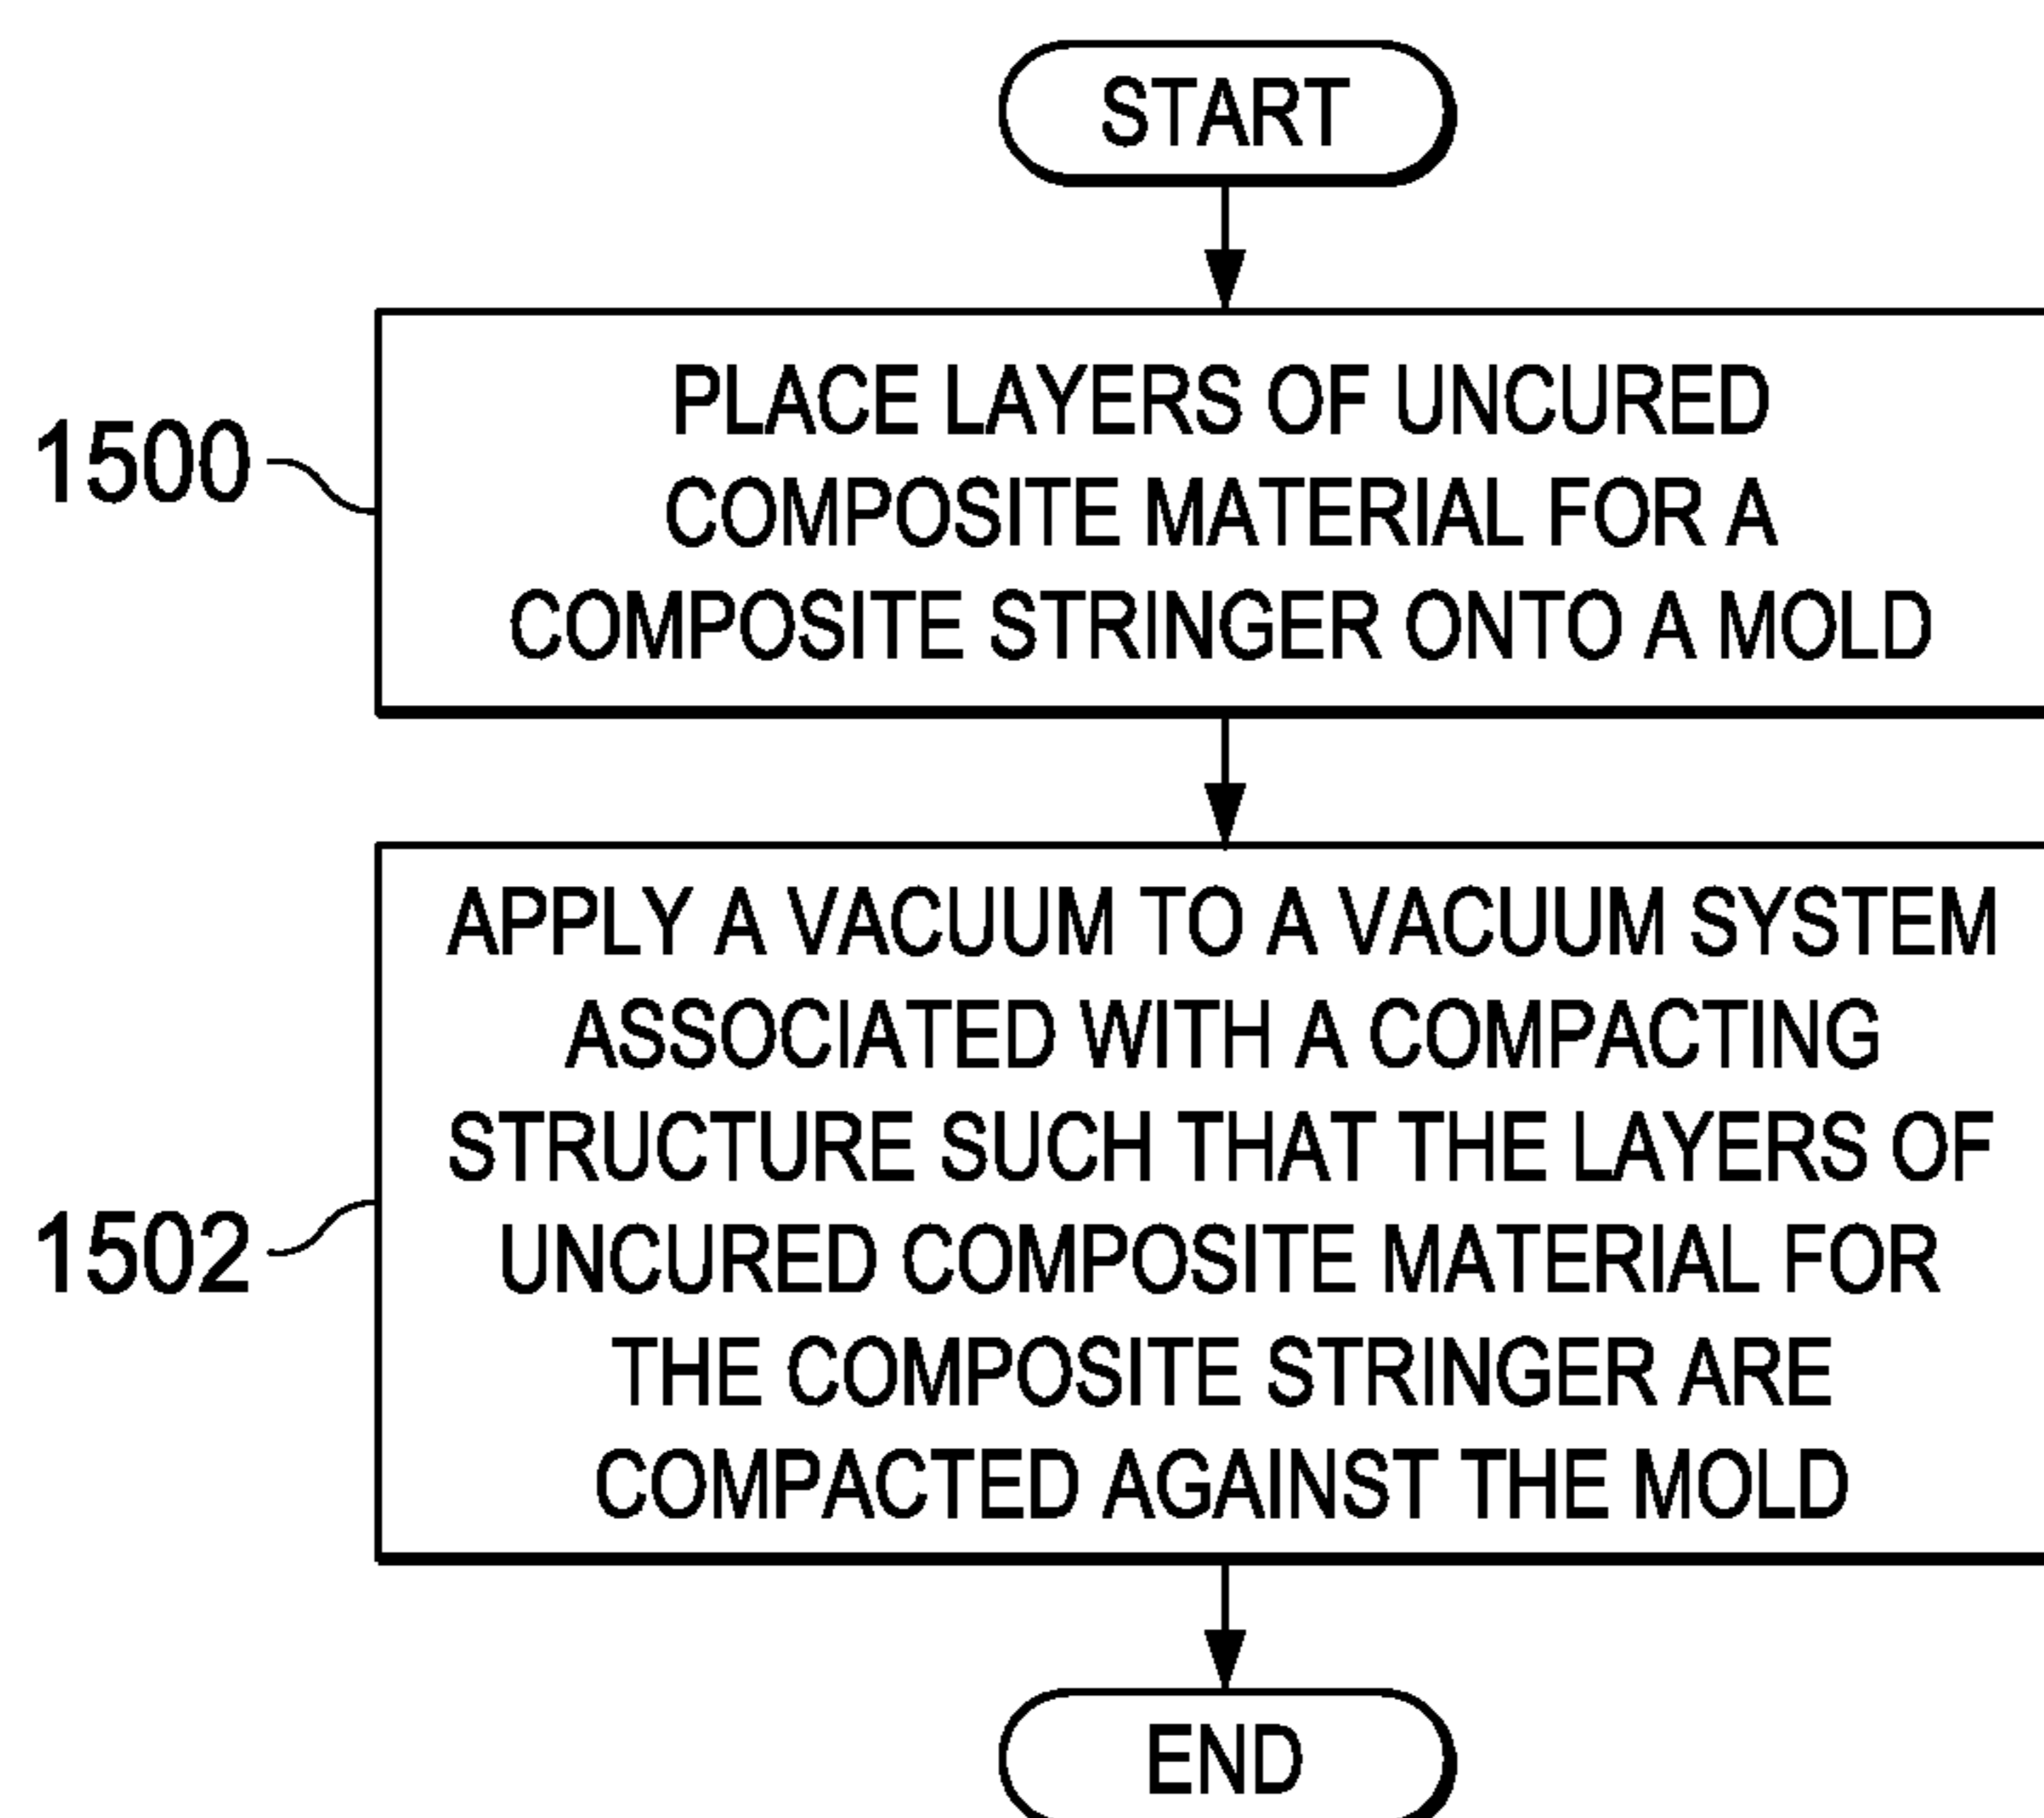 START
1500
PLACE LAYERS OF UNCURED
COMPOSITE MATERIAL FOR A
COMPOSITE STRINGER ONTO A MOLD
1502
APPLY A VACUUM TO A VACUUM SYSTEM
ASSOCIATED WITH A COMPACTING
STRUCTURE SUCH THAT THE LAYERS OF
UNCURED COMPOSITE MATERIAL FOR
THE COMPOSITE STRINGER ARE
COMPACTED AGAINST THE MOLD
END